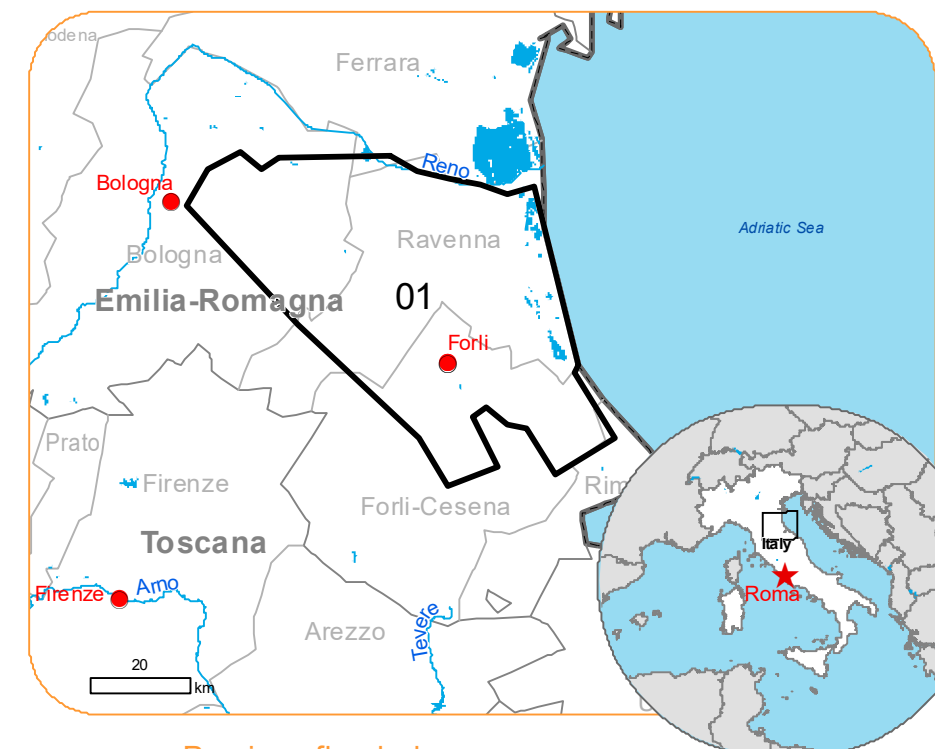 odena
Ferrara
Reno
Bologna
Ravenna
Adriatic Sea
Bologna
Emilia-Romagna
01
Forli
Prato
Firenze
Forli-Cesena
Rim
Toscana
Italy
Firenze
Arno
Roma
Arezzo
Tevere
20
km